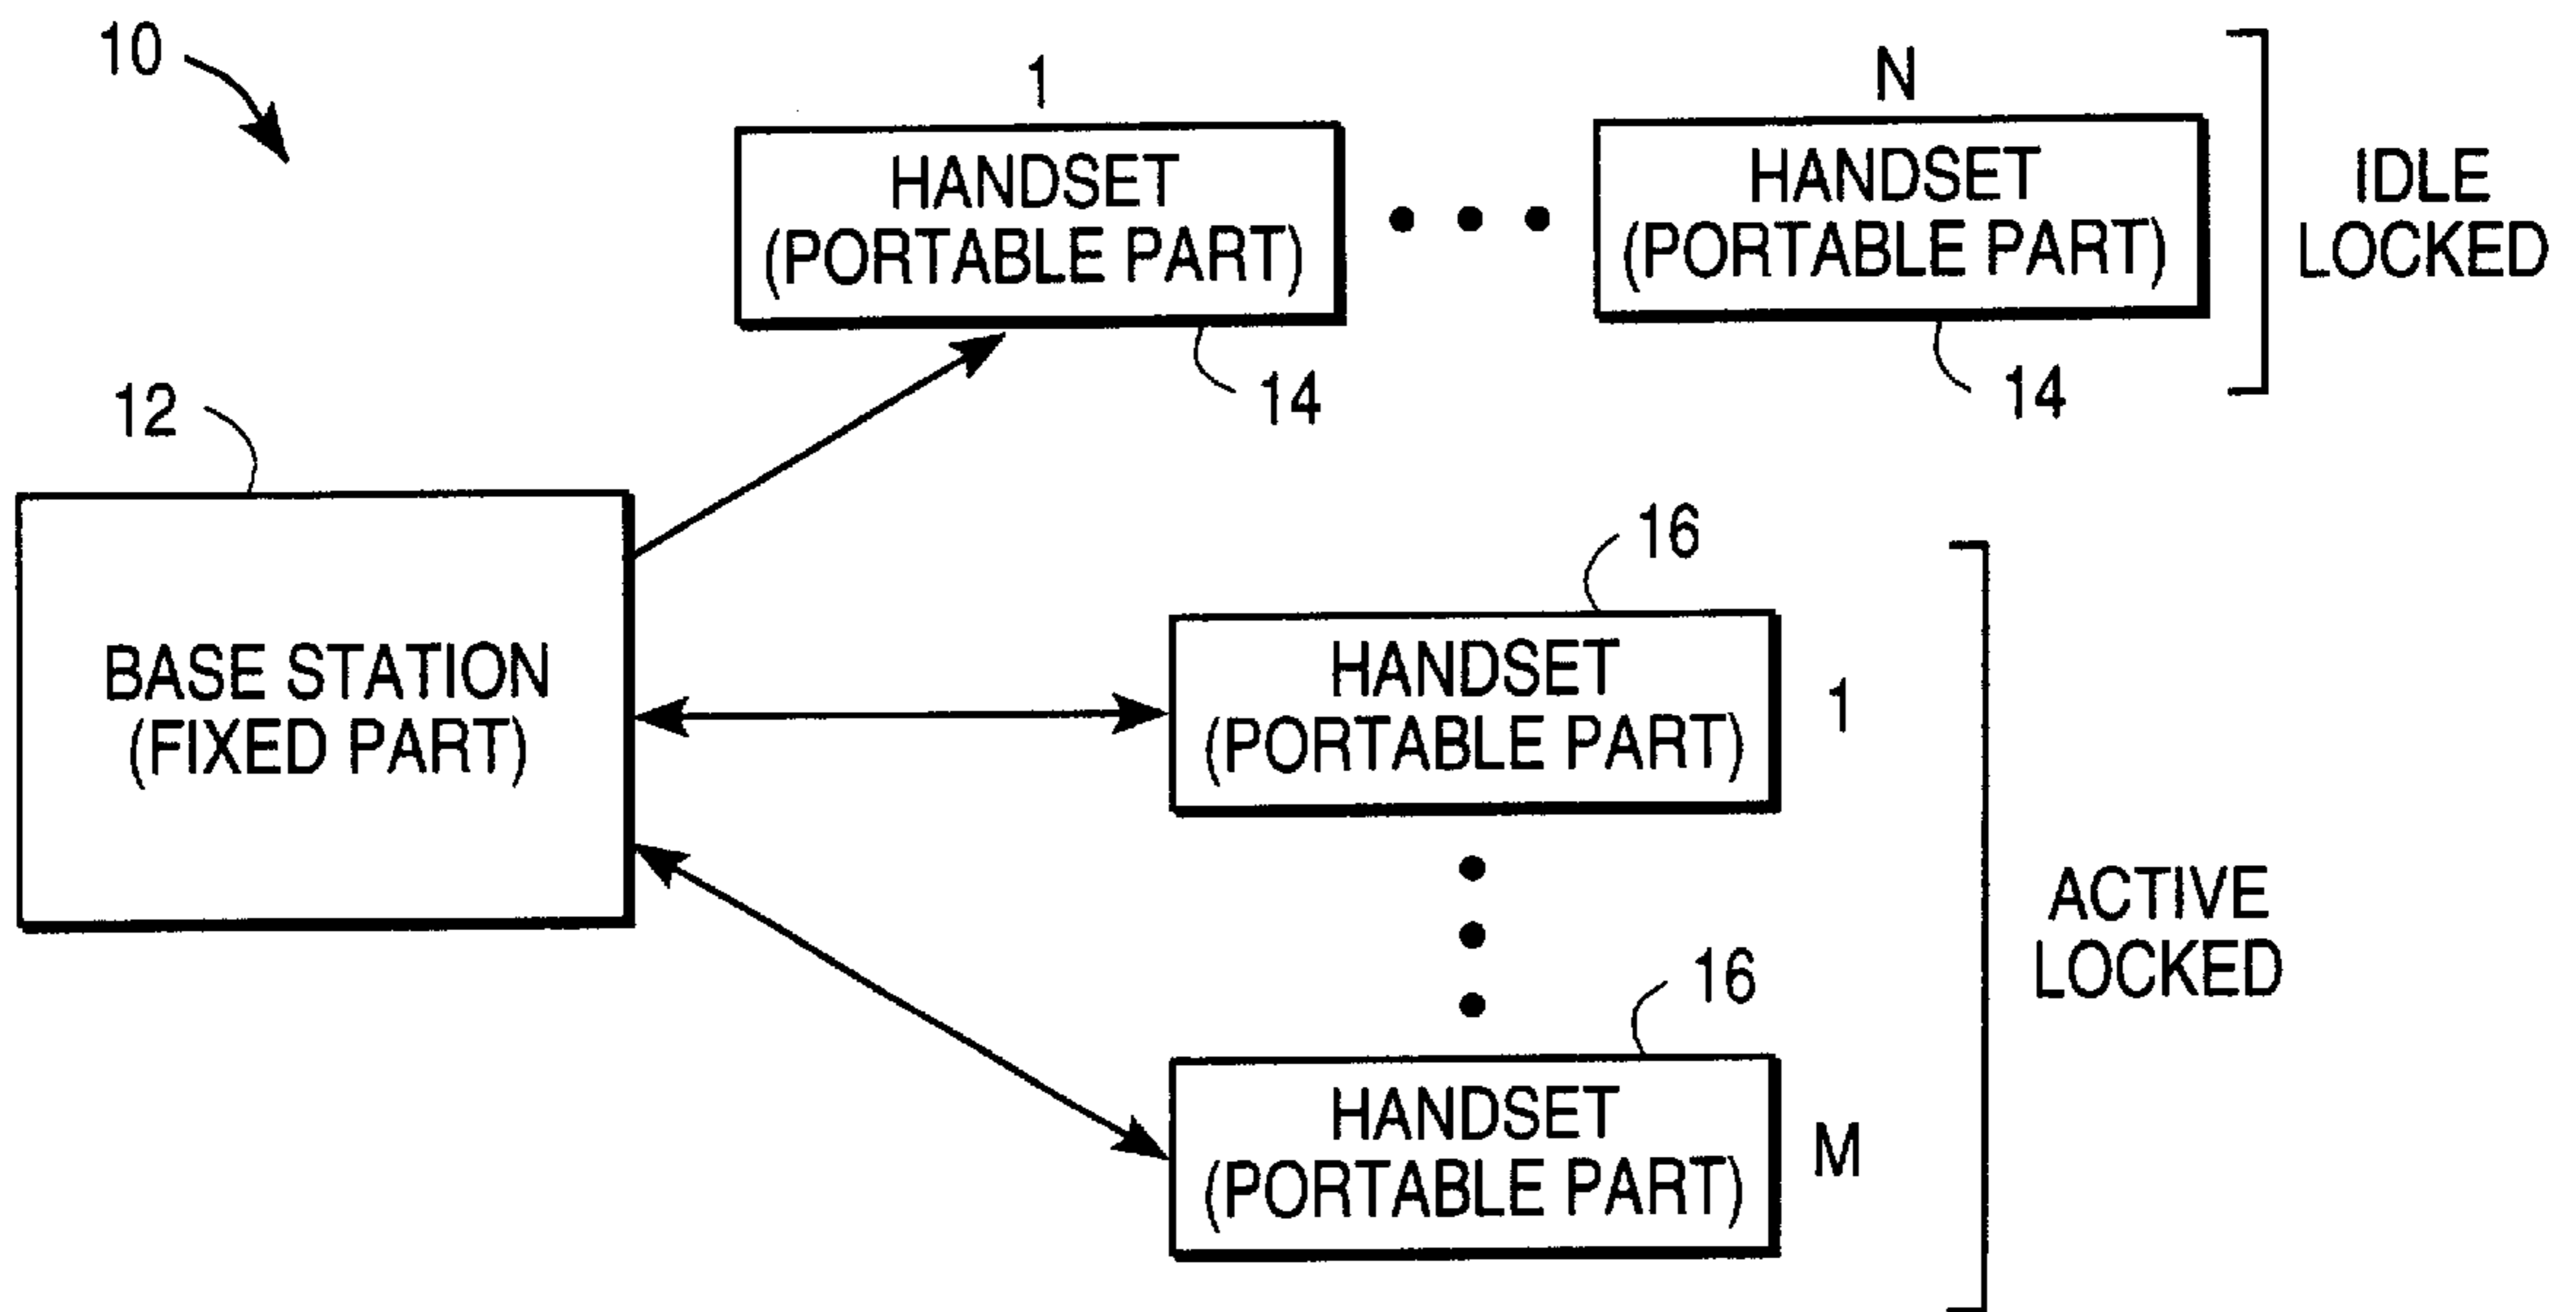 10
1
N
HANDSET
(PORTABLE PART)
HANDSET
(PORTABLE PART)
IDLE
LOCKED
14
14
12
BASE STATION
(FIXED PART)
16
HANDSET
(PORTABLE PART)
1
ACTIVE
LOCKED
16
HANDSET
(PORTABLE PART)
M